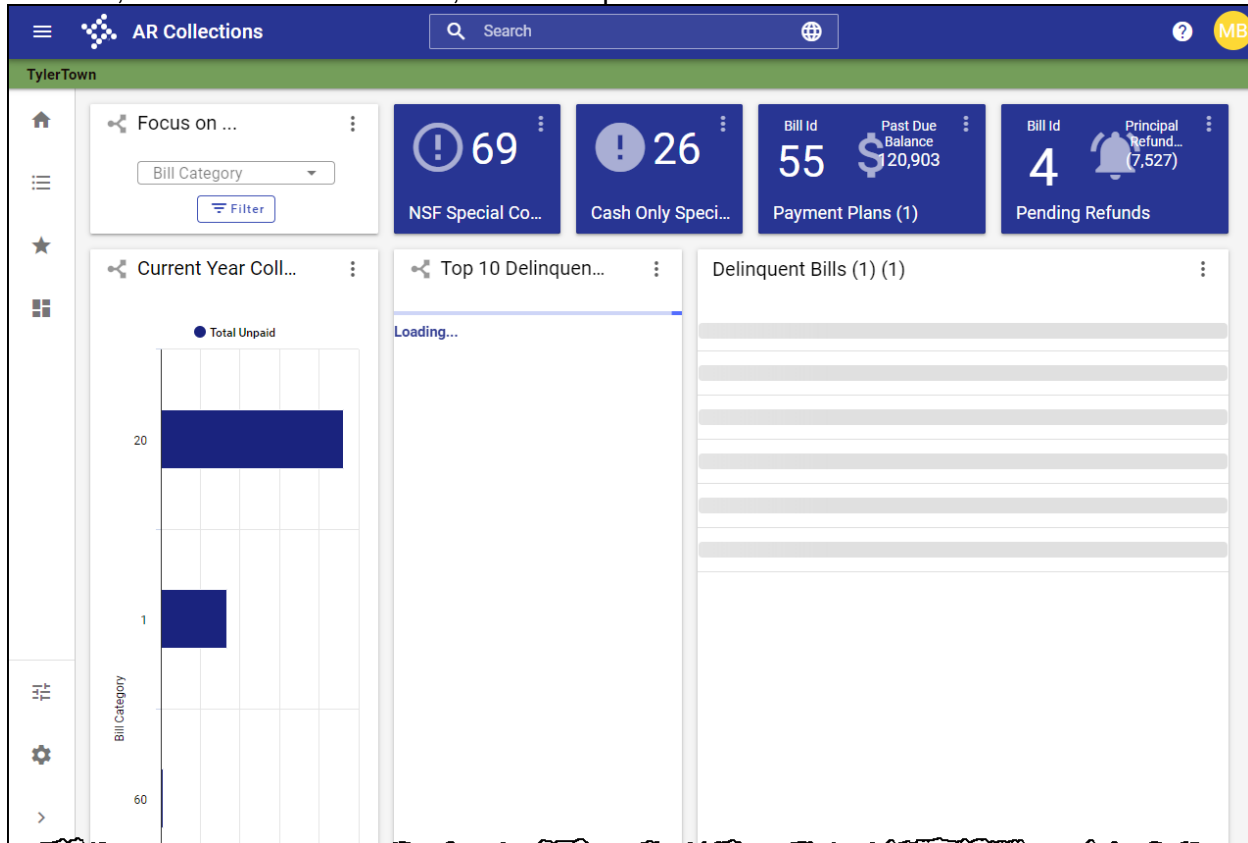 AR Collections
Search
MB
TylerTown
Focus on ...
Bill Category
Filter
69
NSF Special Co...
26
Cash Only Speci...
Bill Id
55
Past Due
Balance
120,903
Payment Plans (1)
Bill Id
4
Principal
Refund...
(7,527)
Pending Refunds
Current Year Coll...
Total Unpaid
20
1
60
Bill Category
Top 10 Delinquen...
Loading...
Delinquent Bills (1) (1)